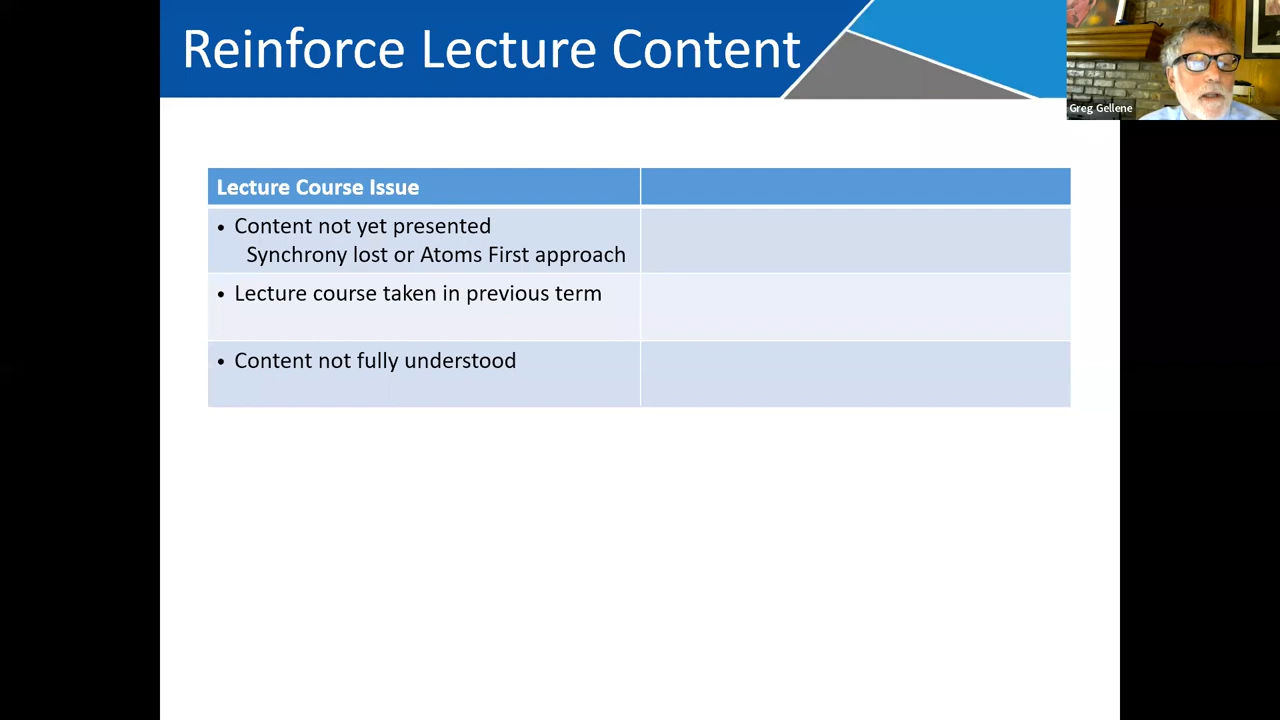 Reinforce Lecture Content
Greg Gellene
Lecture Course Issue
• Content not yet presented
Synchrony lost or Atoms First approach
• Lecture course taken in previous term
• Content not fully understood